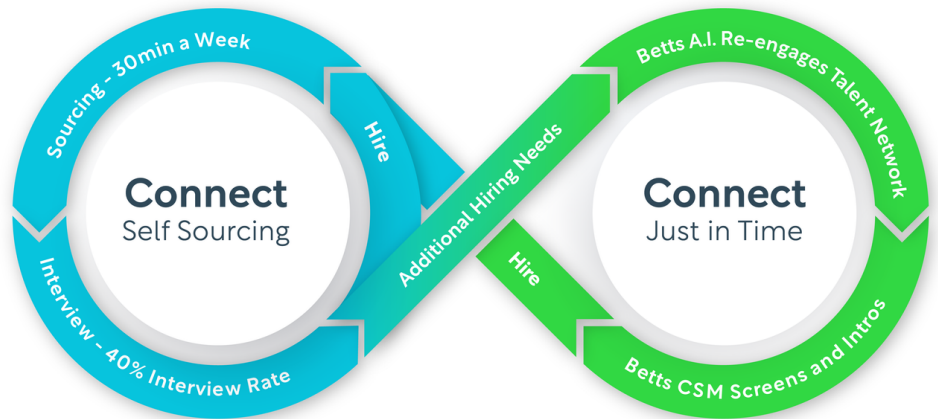 Sourcing - 30min a Week
Hire
Connect
Self Sourcing
Interview - 40% Interview Rate
Additional Hiring Needs
Betts A.I. Re-engages Talent Network
Connect
Just in Time
Hire
Betts CSM Screens and Intros